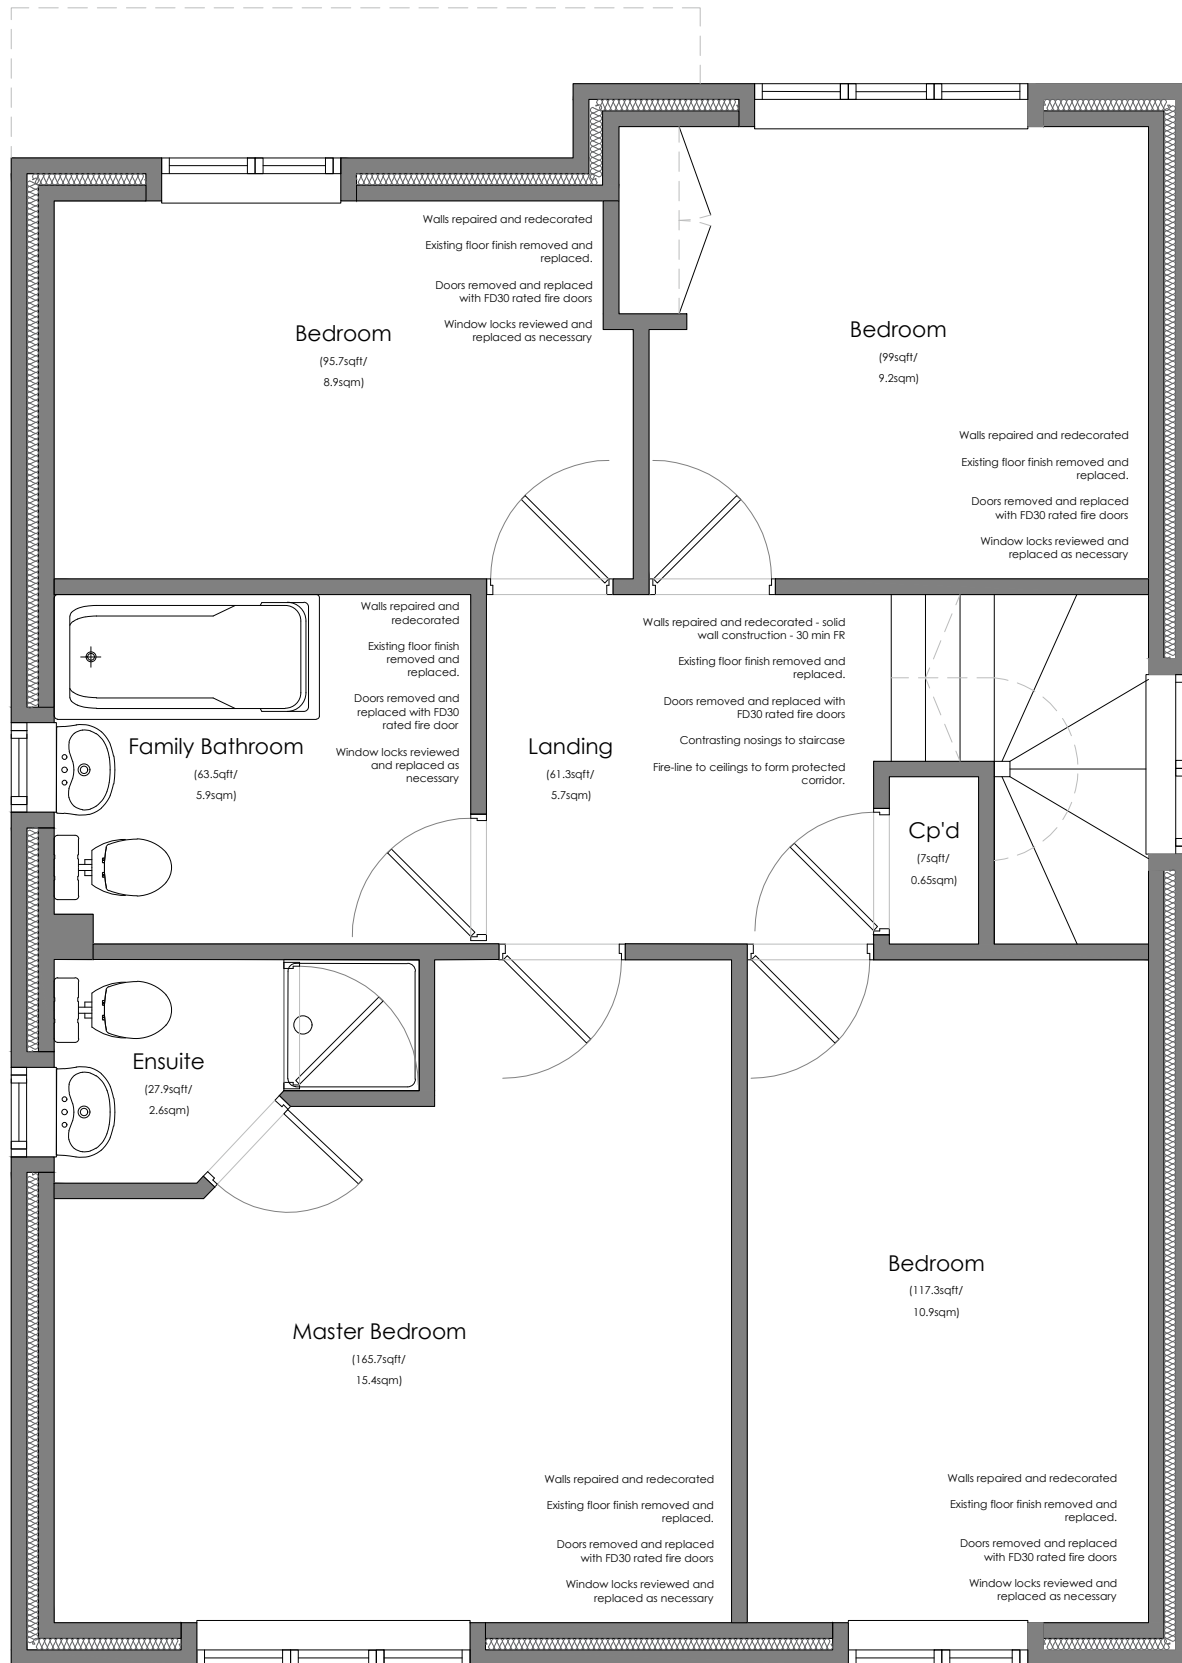 Walls repaired and redecorated
Existing floor finish removed and
replaced.
Doors removed and replaced
with FD30 rated fire doors
Window locks reviewed and
replaced as necessary
Bedroom
(95.7sqft/
8.9sqm)
Bedroom
(99sqft/
9.2sqm)
Walls repaired and redecorated
Existing floor finish removed and
replaced.
Doors removed and replaced
with FD30 rated fire doors
Window locks reviewed and
replaced as necessary
Walls repaired and
redecorated
Existing floor finish
removed and
replaced.
Doors removed and
replaced with FD30
rated fire door
Window locks reviewed
and replaced as
necessary
Family Bathroom
(63.5sqft/
5.9sqm)
Landing
(61.3sqft/
5.7sqm)
Walls repaired and redecorated - solid
wall construction - 30 min FR
Existing floor finish removed and
replaced.
Doors removed and replaced with
FD30 rated fire doors
Contrasting nosings to staircase
Fire-line to ceilings to form protected
corridor.
Cp'd
(7sqft/
0.65sqm)
Ensuite
(27.9sqft/
2.6sqm)
Master Bedroom
(165.7sqft/
15.4sqm)
Walls repaired and redecorated
Existing floor finish removed and
replaced.
Doors removed and replaced
with FD30 rated fire doors
Window locks reviewed and
replaced as necessary
Bedroom
(117.3sqft/
10.9sqm)
Walls repaired and redecorated
Existing floor finish removed and
replaced.
Doors removed and replaced
with FD30 rated fire doors
Window locks reviewed and
replaced as necessary